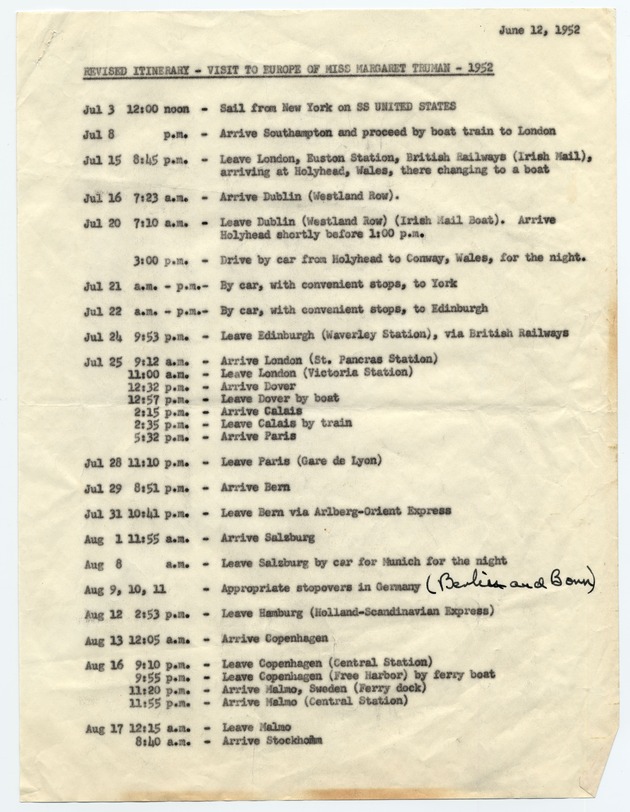 June 12, 1952
REVISED ITINERARY - VISIT TO EUROPE OF MISS MARGARET TRUMAN - 1952
Jul 3 12:00 noon - Sail from New York on SS UNITED STATES
Jul 8 p.m. - Arrive Southampton and proceed by boat train to London
Jul 15 8:45 p.m. - Leave London, Euston Station, British Railways (Irish Mail),
arriving at Holyhead, Wales, there changing to a boat
Jul 16 7:23 a.m. - Arrive Dublin (Westland Row).
Jul 20 7:10 a.m. - Leave Dublin (Westland Row) (Irish Mail Boat). Arrive
Holyhead shortly before 1:00 p.m.
3:00 p.m. - Drive by car from Holyhead to Conway, Wales, for the night.
Jul 21 a.m. - p.m.- By car, with convenient stops, to York
Jul 22 a.m. - p.m.- By car, with convenient stops, to Edinburgh
Jul 24 9:53 p.m. - Leave Edinburgh (Waverley Station), via British Railways
Jul 25 9:12 a.m. - Arrive London (St. Pancras Station)
11:00 a.m. - Leave London (Victoria Station)
12:32 p.m. - Arrive Dover
12:57 p.m. - Leave Dover by boat
2:15 p.m. - Arrive Calais
2:35 p.m. - Leave Calais by train
5:32 p.m. - Arrive Paris
Jul 28 11:10 p.m. - Leave Paris (Gare de Lyon)
Jul 29 8:51 p.m. - Arrive Bern
Jul 31 10:41 p.m. - Leave Bern via Arlberg-Orient Express
Aug 1 11:55 a.m. - Arrive Salzburg
Aug 8 a.m. - Leave Salzburg by car for Munich for the night
Aug 9, 10, 11 - Appropriate stopovers in Germany (Berlin and Bonn)
Aug 12 2:53 p.m. - Leave Hamburg (Holland-Scandinavian Express)
Aug 13 12:05 a.m. - Arrive Copenhagen
Aug 16 9:10 p.m. - Leave Copenhagen (Central Station)
9:55 p.m. - Leave Copenhagen (Free Harbor) by ferry boat
11:20 p.m. - Arrive Malmo, Sweden (Ferry dock)
11:55 p.m. - Arrive Malmo (Central Station)
Aug 17 12:15 a.m. - Leave Malmo
8:40 a.m. - Arrive Stockholm